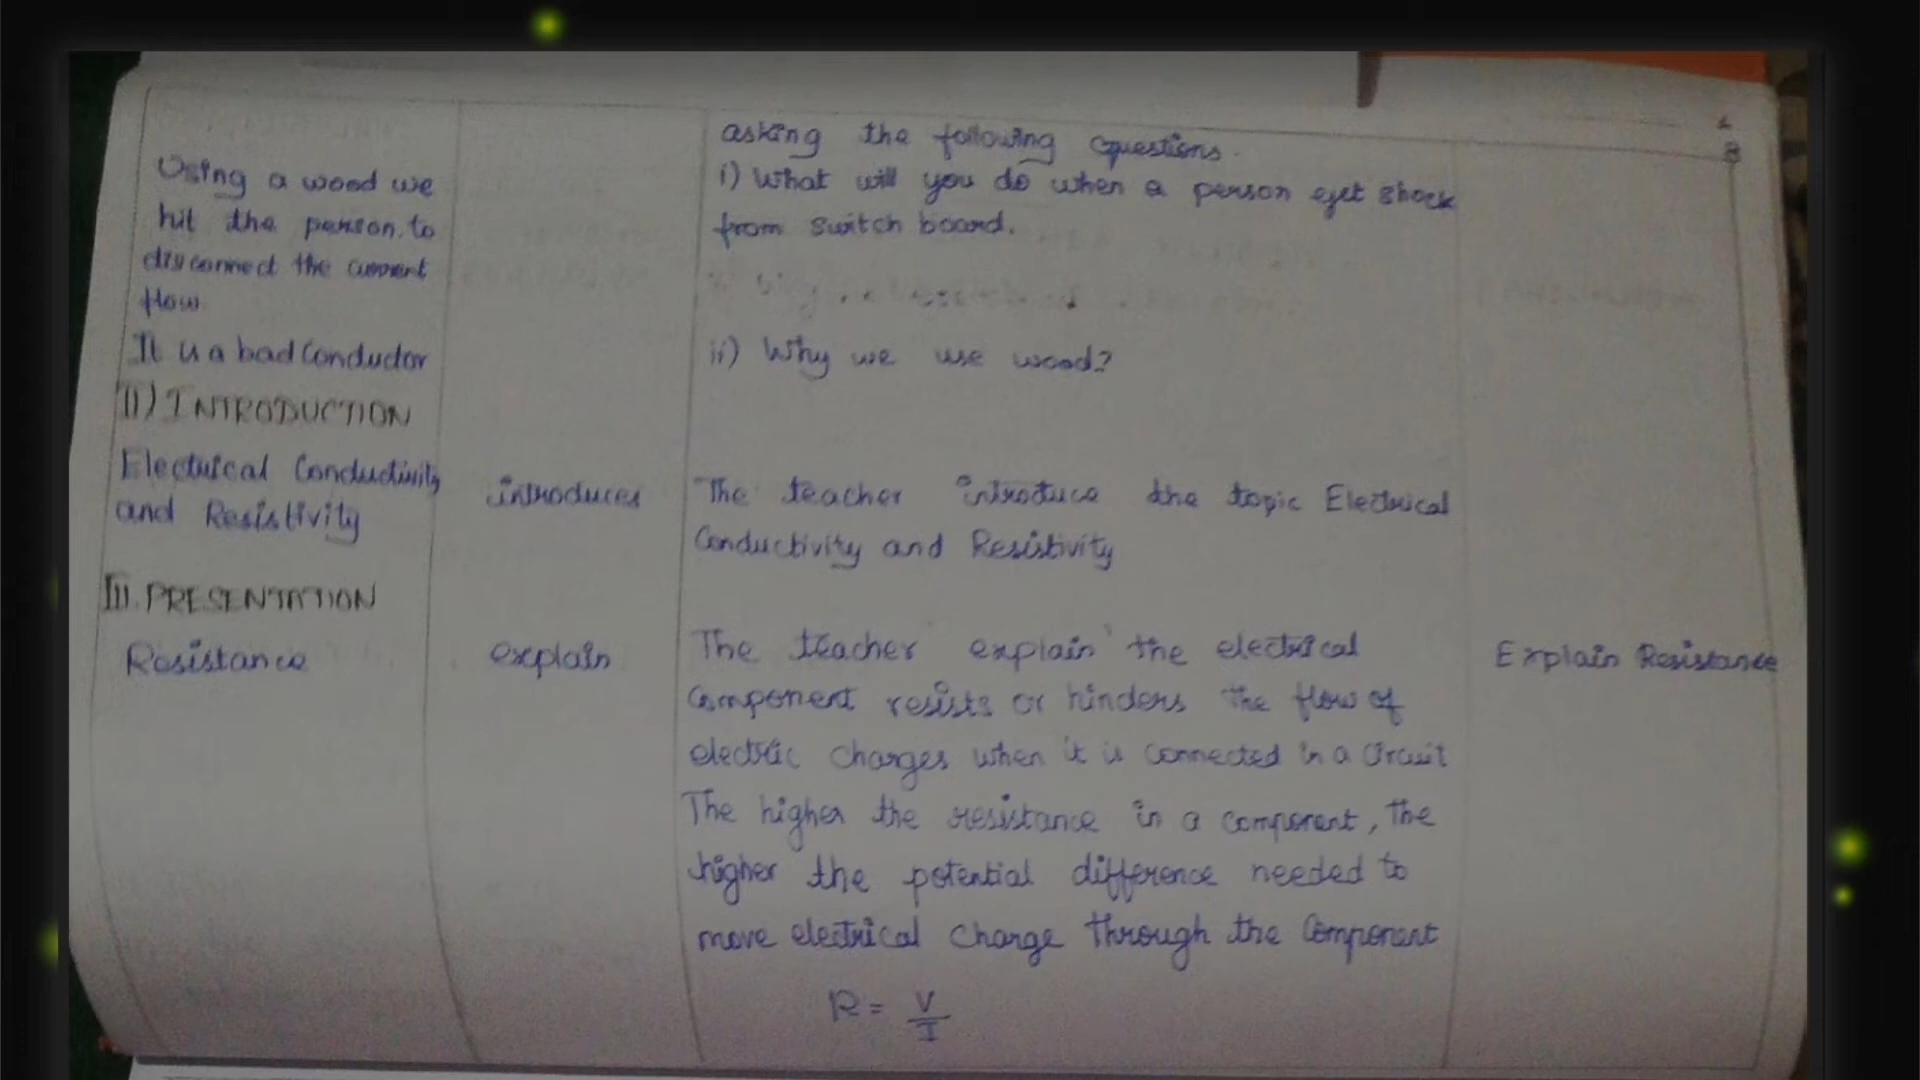 asking the following questions.
Using a wood we
hit the person to
disconnect the current
flow
i) What will you do when a person get shock
from switch board.
It is a bad Conductor
ii) Why we use wood?
II) INTRODUCTION
Electrical Conductivity
and Resistivity
introduces
The teacher introduce the topic Electrical
Conductivity and Resistivity
III. PRESENTATION
Resistance
explain
The teacher explain the electrical
component resists or hinders the flow of
electric charges when it is connected in a circuit
The higher the resistance in a component, the
higher the potential difference needed to
move electrical charge through the component
R = V/I
Explain Resistance